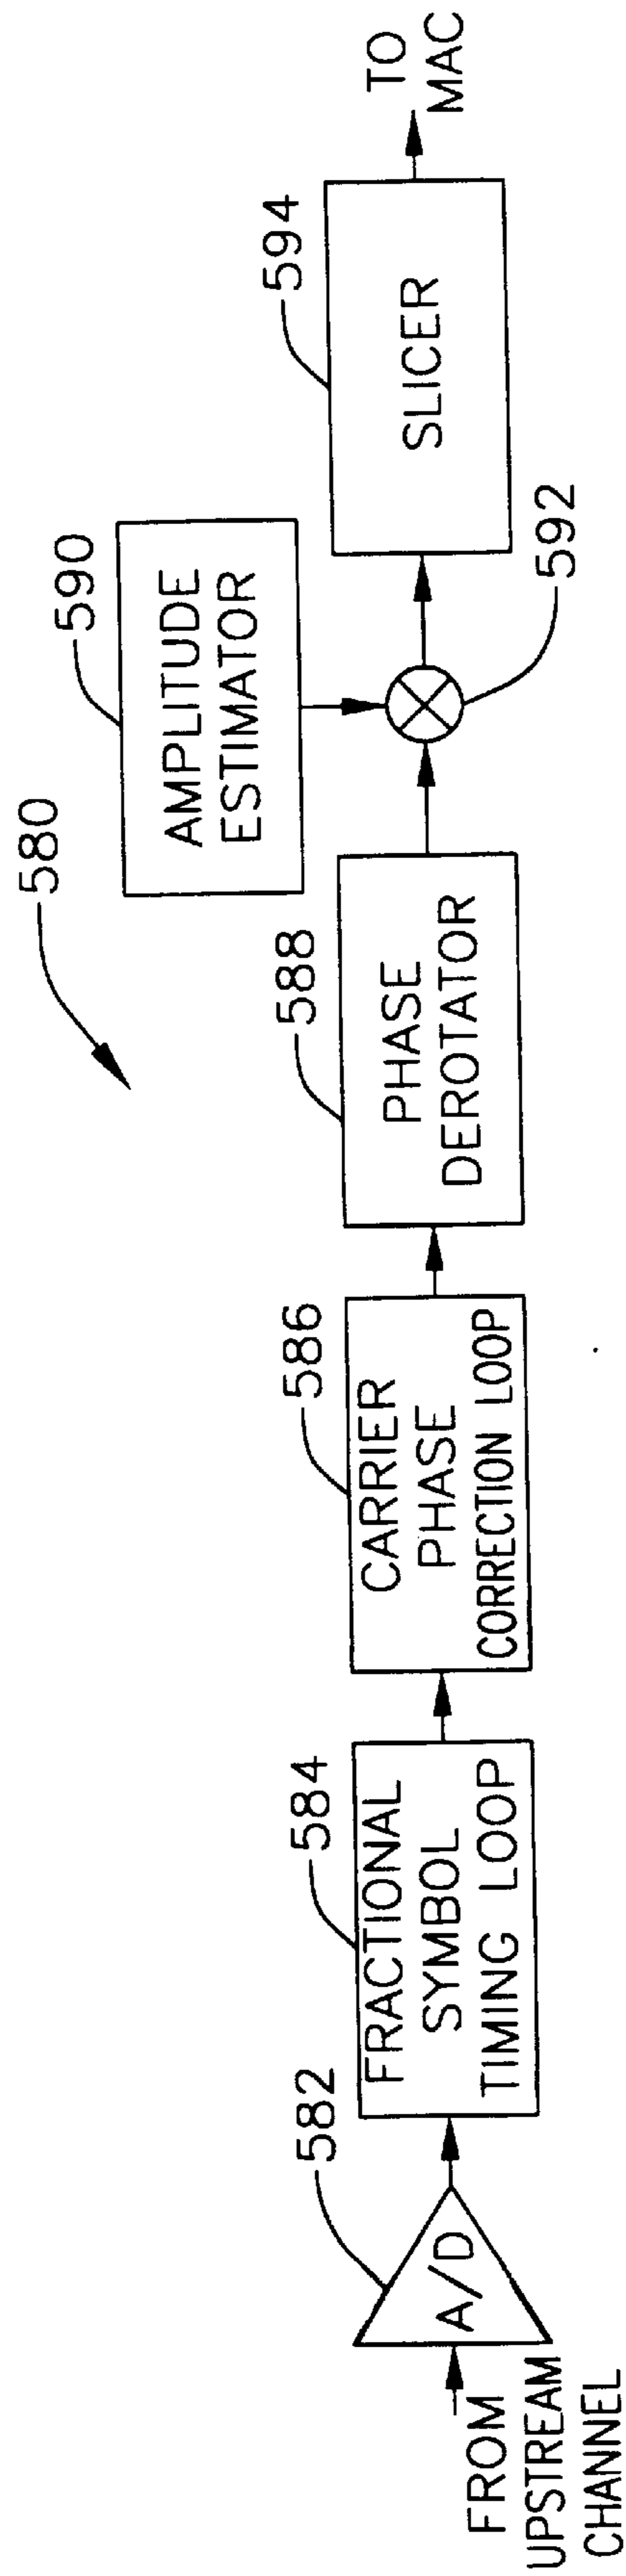 580
FROM
UPSTREAM
CHANNEL
A/D
582
FRACTIONAL
SYMBOL
TIMING LOOP
584
CARRIER
PHASE
CORRECTION LOOP
586
PHASE
DEROTATOR
588
AMPLITUDE
ESTIMATOR
590
592
SLICER
594
TO
MAC